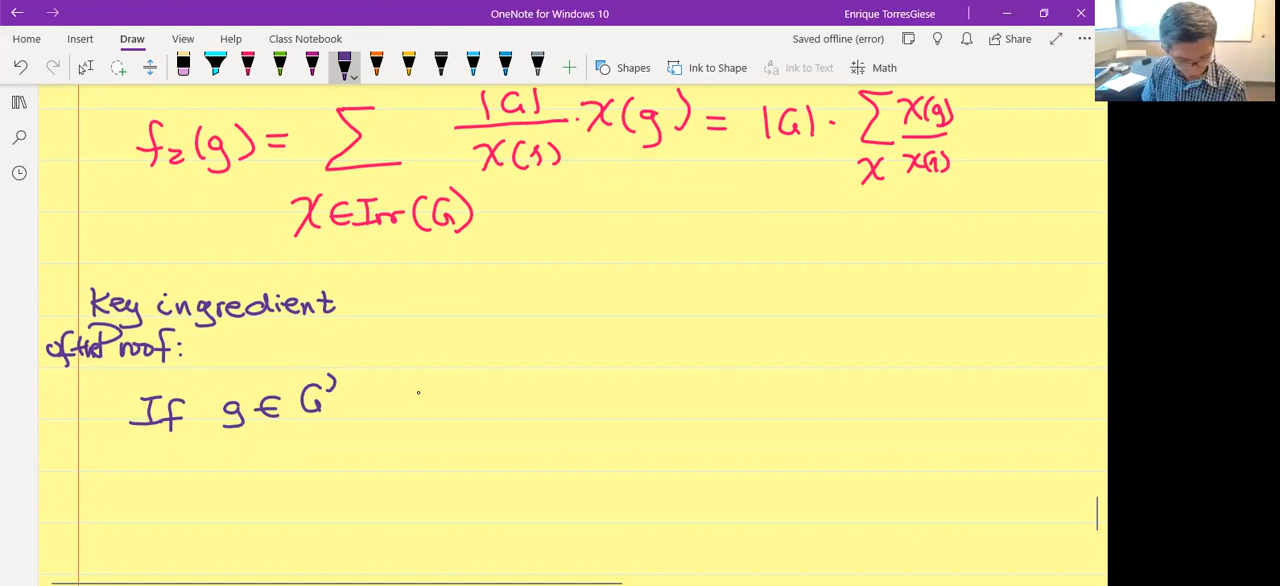 OneNote for Windows 10
Enrique TorresGiese
Home Insert Draw View Help Class Notebook
Saved offline (error)
Share
Shapes
Ink to Shape
Ink to Text
Math
f₂(g) = ∑ |G|/χ(1) · χ(g) = |G| · ∑ χ(g)/χ(1)
χ∈Irr(G) χ
Key ingredient
of the Proof:
If g ∈ G'